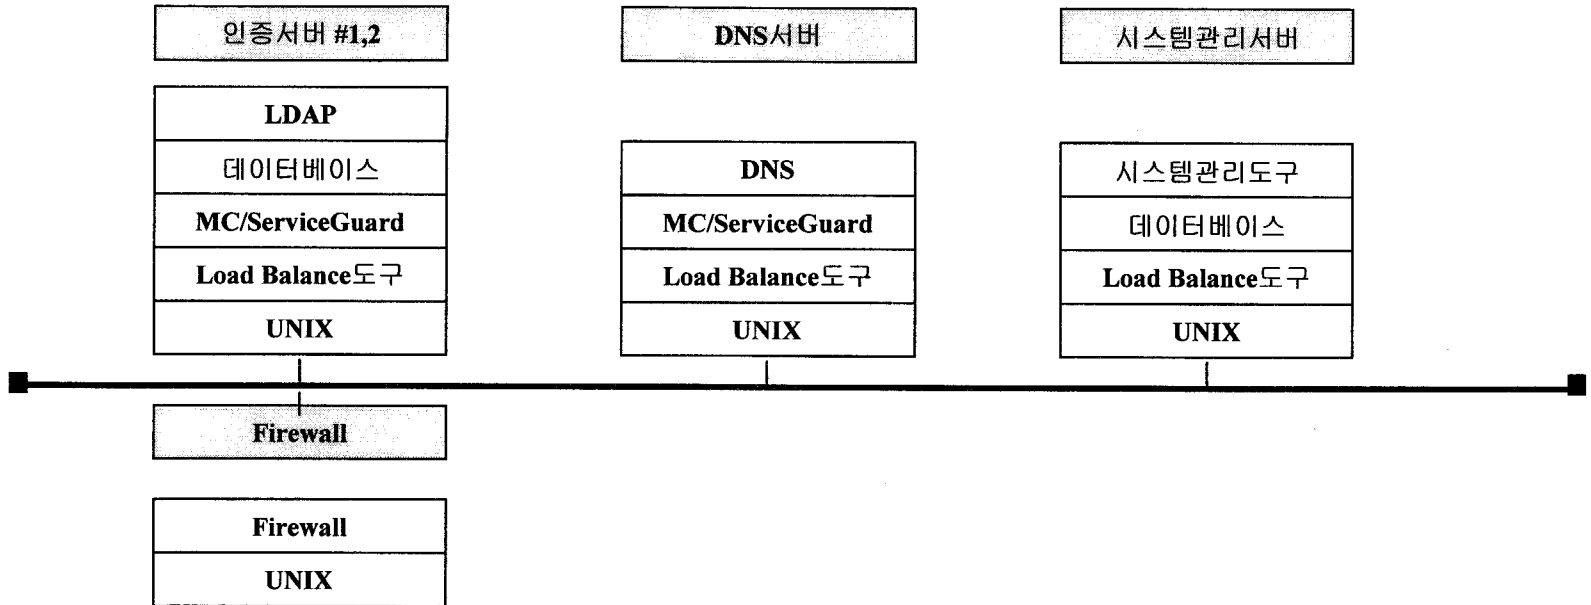 인증서버 #1,2
LDAP
데이터베이스
MC/ServiceGuard
Load Balance도구
UNIX
DNS서버
DNS
MC/ServiceGuard
Load Balance도구
UNIX
시스템관리서버
시스템관리도구
데이터베이스
Load Balance도구
UNIX
Firewall
Firewall
UNIX